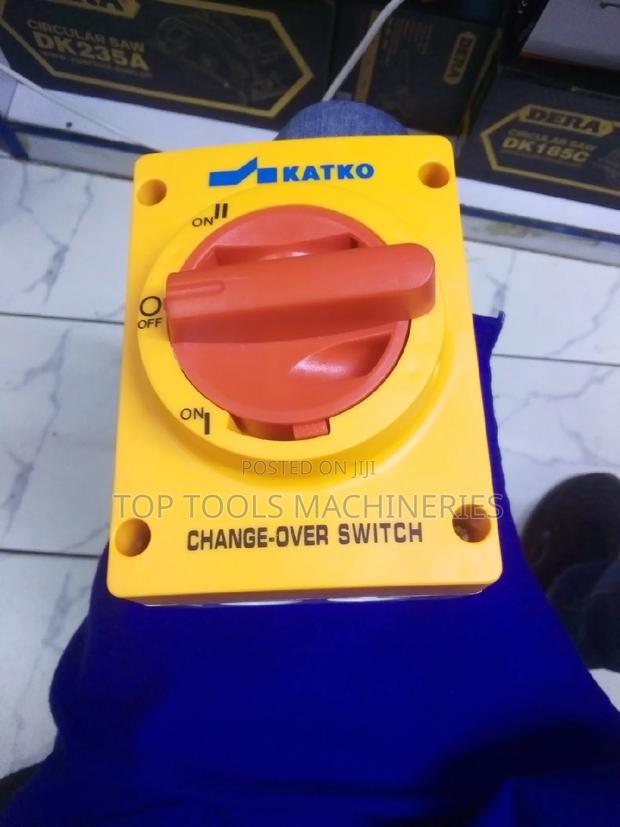 DERA
CIRCULAR SAW
DK235A
DERA
CIRCULAR SAW
DK185C
KATKO
ON II
O
OFF
ON I
POSTED ON JIJI
TOP TOOLS MACHINERIES
CHANGE-OVER SWITCH